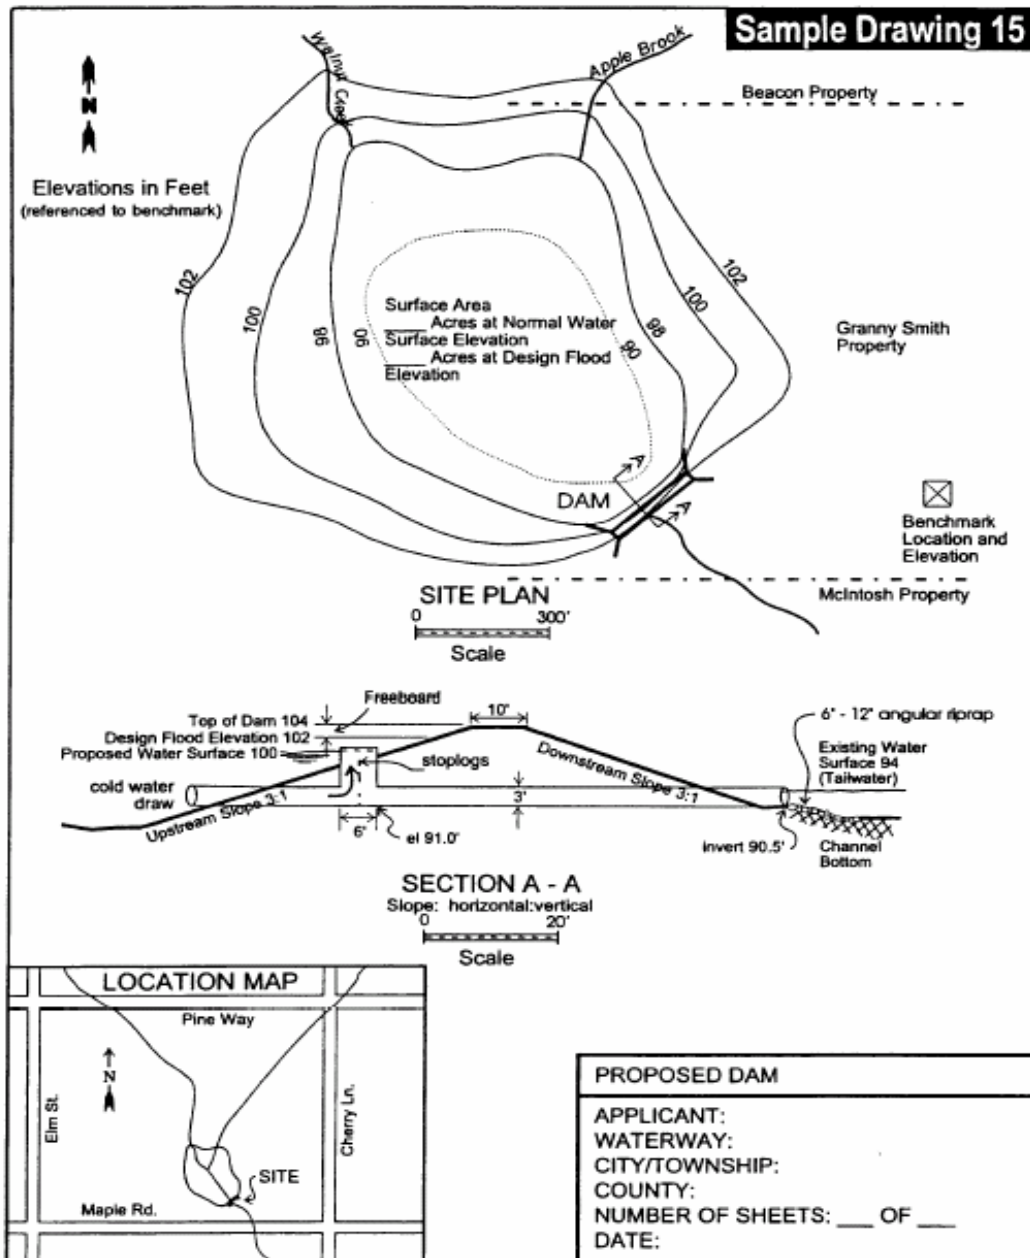 Sample Drawing 15
Walnut Creek
Apple Brook
Beacon Property
N
Elevations in Feet
(referenced to benchmark)
102
100
98
90
Surface Area
____ Acres at Normal Water
Surface Elevation
____ Acres at Design Flood
Elevation
90
98
100
102
Granny Smith
Property
A
DAM
A
Benchmark
Location and
Elevation
McIntosh Property
SITE PLAN
0 300'
Scale
Freeboard
Top of Dam 104
Design Flood Elevation 102
Proposed Water Surface 100
10'
6" - 12" angular riprap
stoplogs
Downstream Slope 3:1
Existing Water
Surface 94
(Tailwater)
cold water
draw
Upstream Slope 3:1
3'
6'
el 91.0'
invert 90.5'
Channel
Bottom
SECTION A - A
Slope: horizontal:vertical
0 20'
Scale
LOCATION MAP
Pine Way
N
Elm St.
Cherry Ln.
SITE
Maple Rd.
PROPOSED DAM
APPLICANT:
WATERWAY:
CITY/TOWNSHIP:
COUNTY:
NUMBER OF SHEETS: ___ OF ___
DATE: